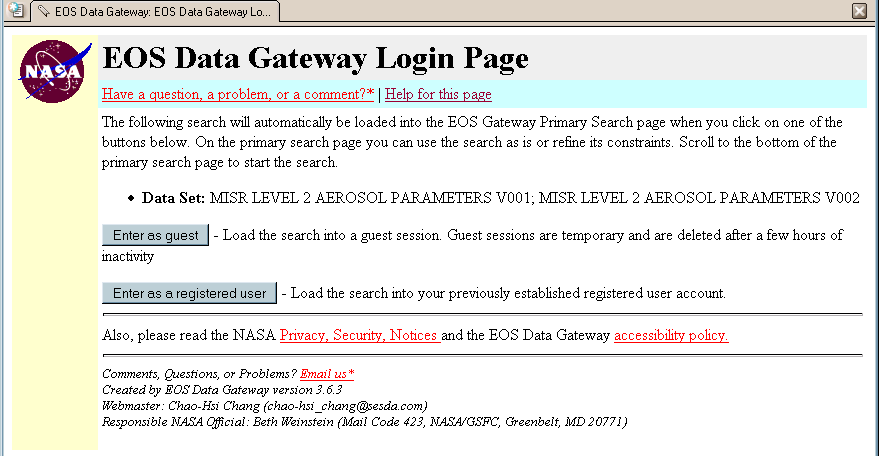 EOS Data Gateway: EOS Data Gateway Lo...
NASA
EOS Data Gateway Login Page
Have a question, a problem, or a comment?* | Help for this page
The following search will automatically be loaded into the EOS Gateway Primary Search page when you click on one of the
buttons below. On the primary search page you can use the search as is or refine its constraints. Scroll to the bottom of the
primary search page to start the search.
• Data Set: MISR LEVEL 2 AEROSOL PARAMETERS V001; MISR LEVEL 2 AEROSOL PARAMETERS V002
Enter as guest - Load the search into a guest session. Guest sessions are temporary and are deleted after a few hours of
inactivity
Enter as a registered user - Load the search into your previously established registered user account.
Also, please read the NASA Privacy, Security, Notices and the EOS Data Gateway accessibility policy.
Comments, Questions, or Problems? Email us*
Created by EOS Data Gateway version 3.6.3
Webmaster: Chao-Hsi Chang (chao-hsi_chang@sesda.com)
Responsible NASA Official: Beth Weinstein (Mail Code 423, NASA/GSFC, Greenbelt, MD 20771)